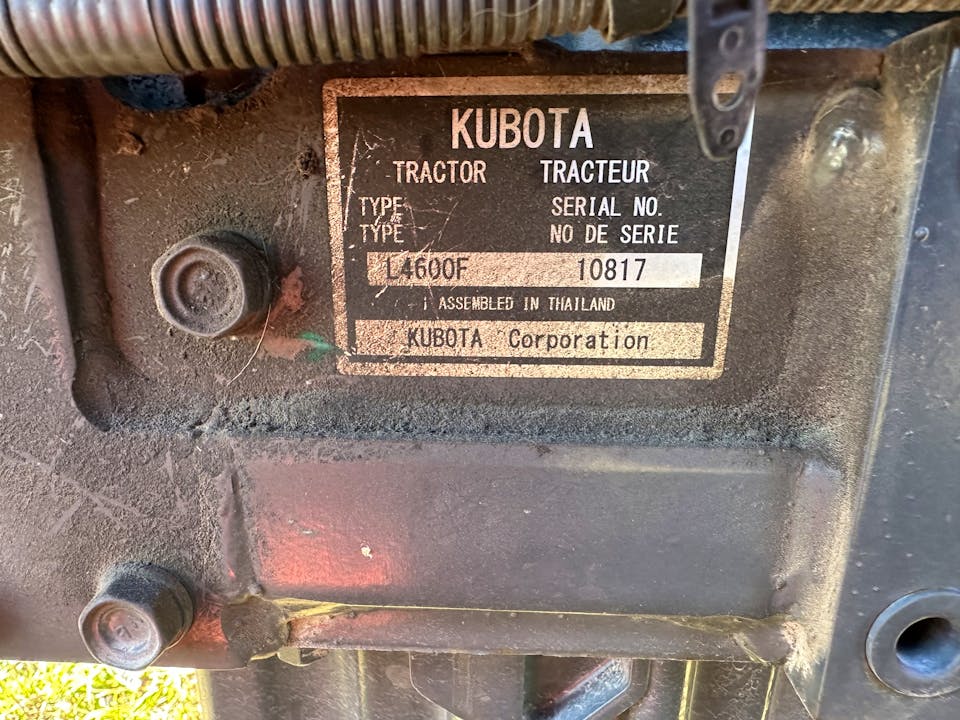 KUBOTA
TRACTOR TRACTEUR
TYPE SERIAL NO.
TYPE NO DE SERIE
L4600F 10817
ASSEMBLED IN THAILAND
KUBOTA Corporation